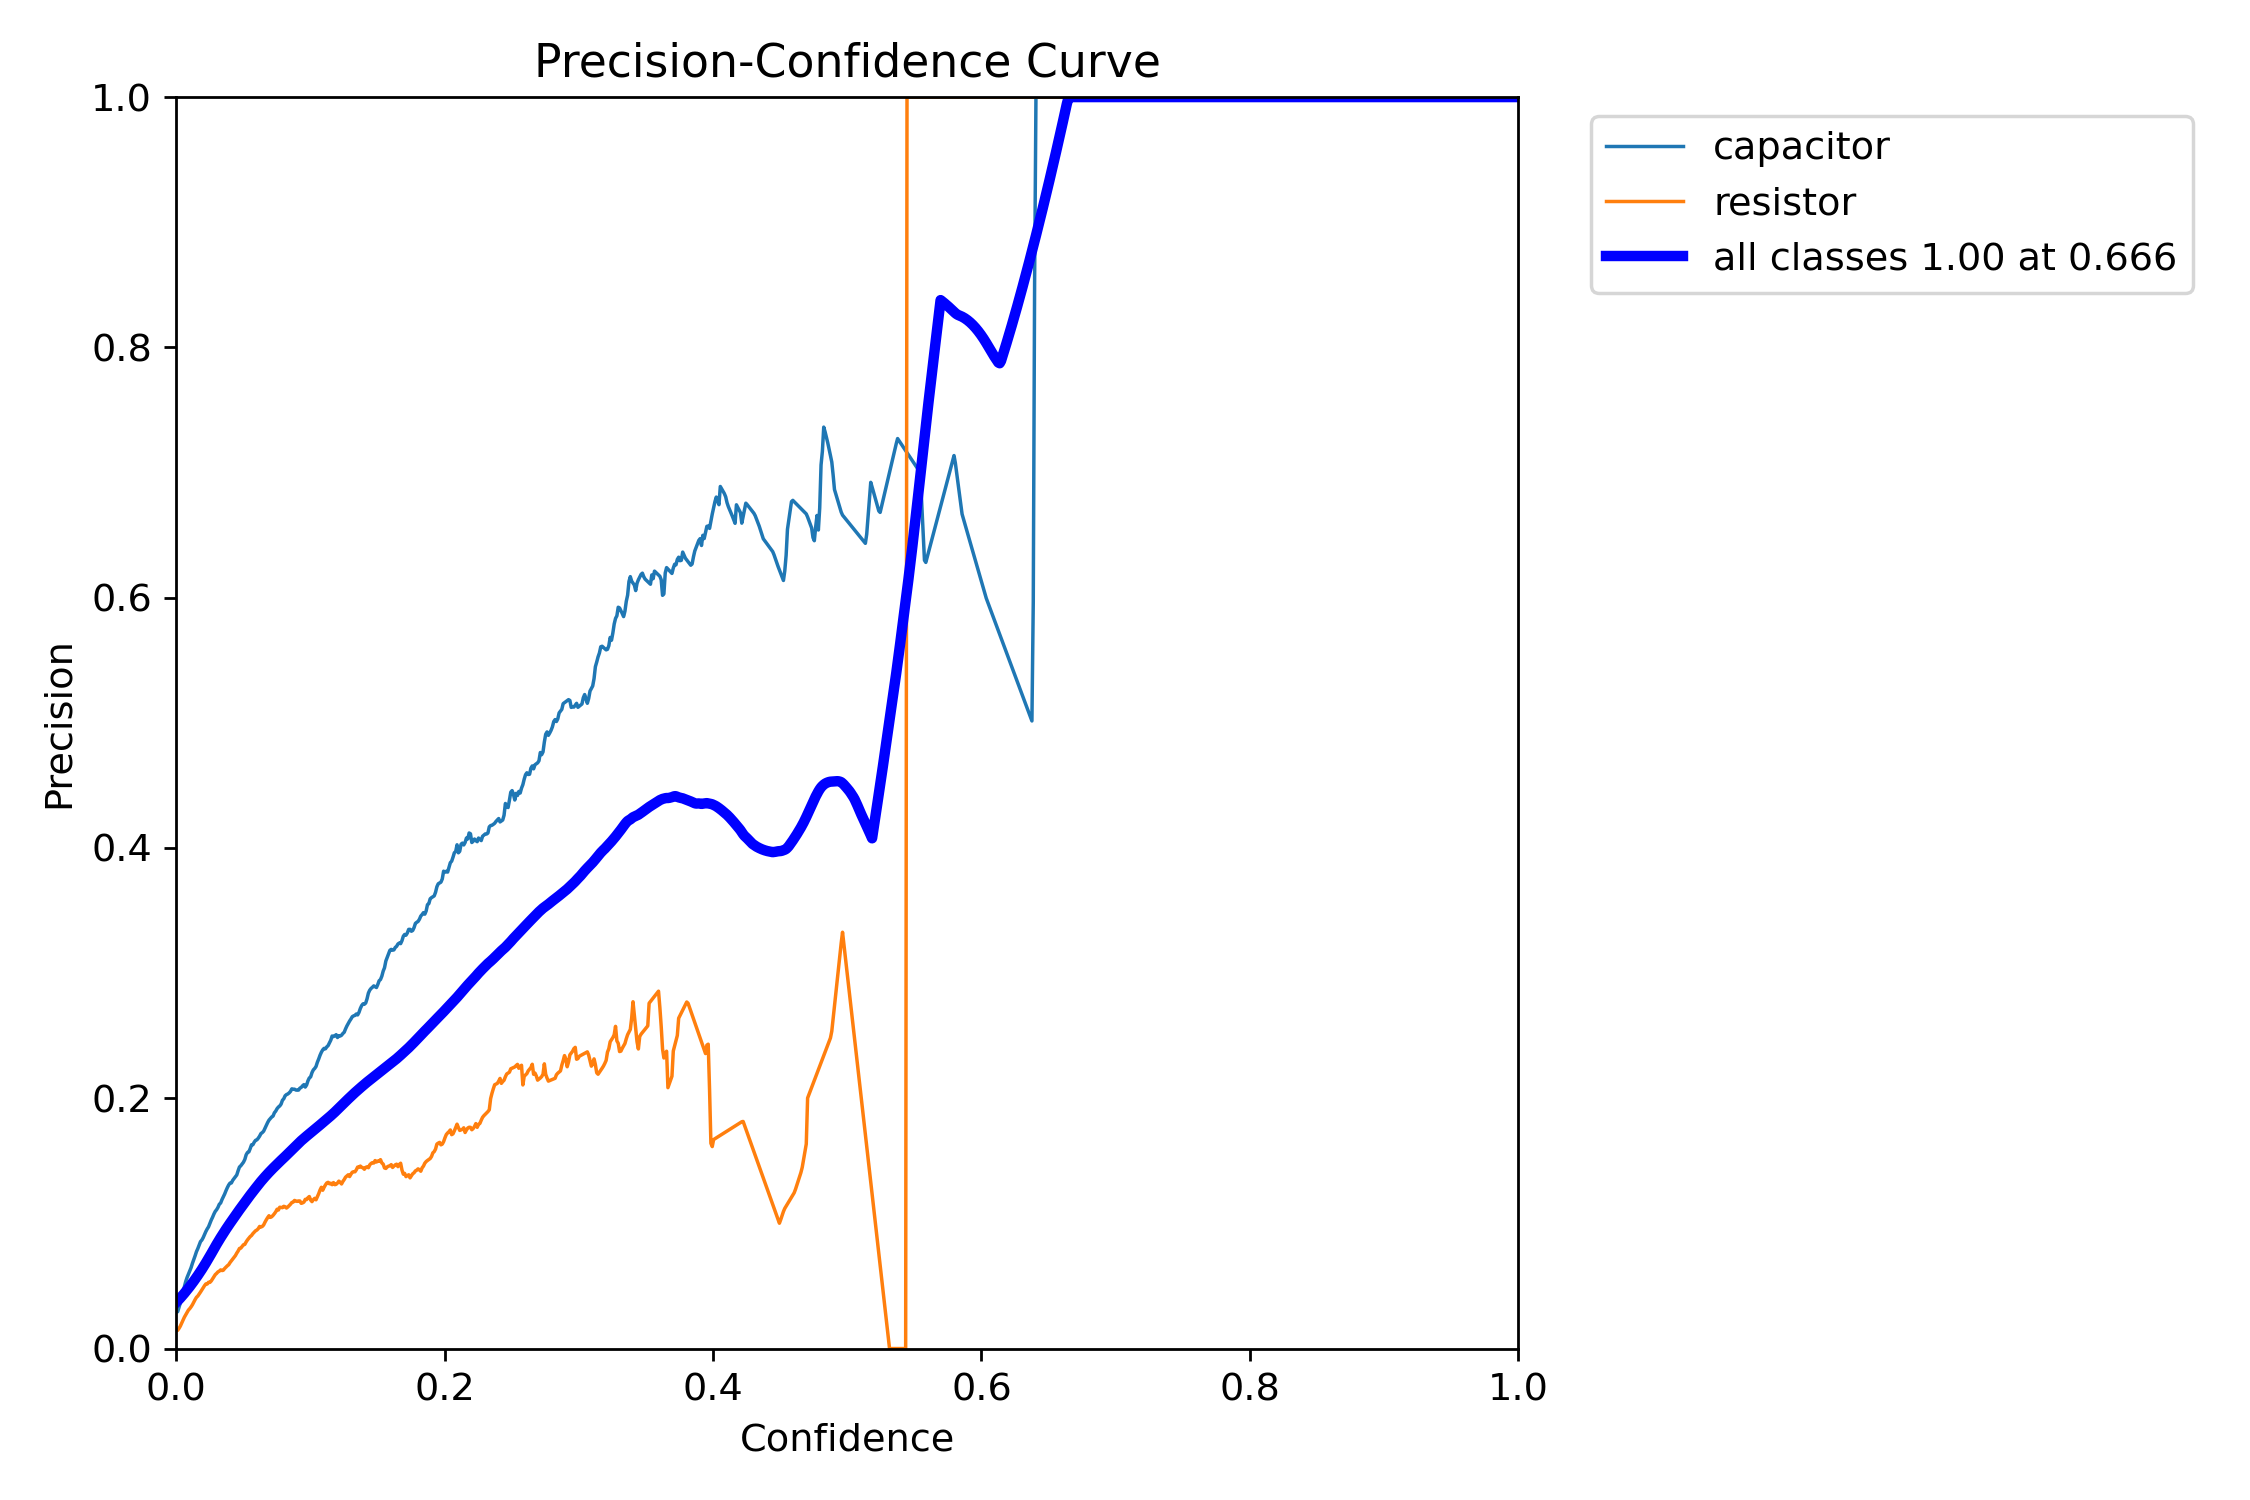 Precision-Confidence Curve
1.0
0.8
0.6
0.4
0.2
0.0
Precision
0.0 0.2 0.4 0.6 0.8 1.0
Confidence
capacitor
resistor
all classes 1.00 at 0.666